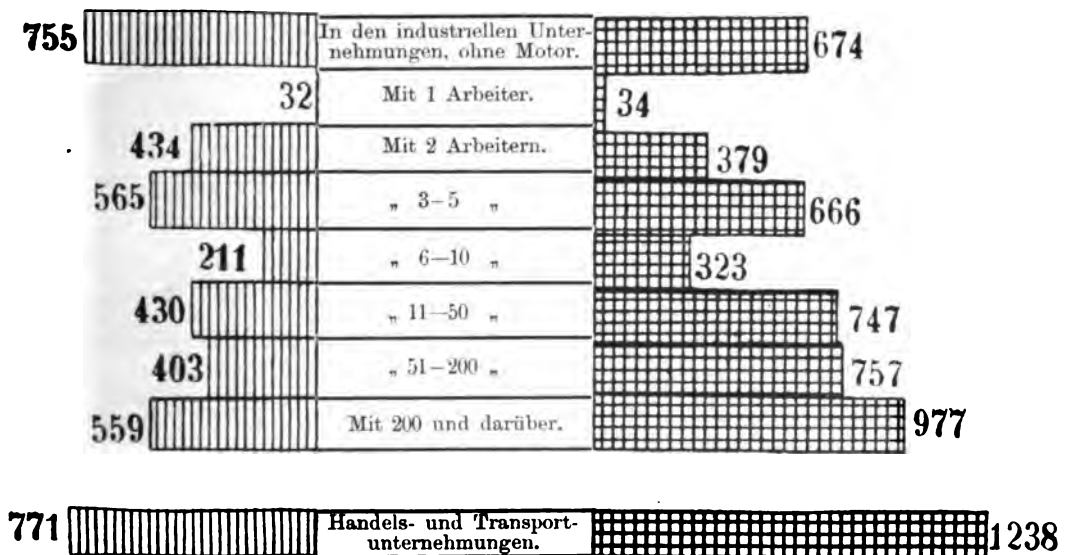 755 In den industriellen Unter-
nehmungen, ohne Motor. 674
32 Mit 1 Arbeiter. 34
434 Mit 2 Arbeitern. 379
565 „ 3–5 „ 666
211 „ 6—10 „ 323
430 „ 11—50 „ 747
403 „ 51–200 „ 757
559 Mit 200 und darüber. 977
771 Handels- und Transport-
unternehmungen. 1238